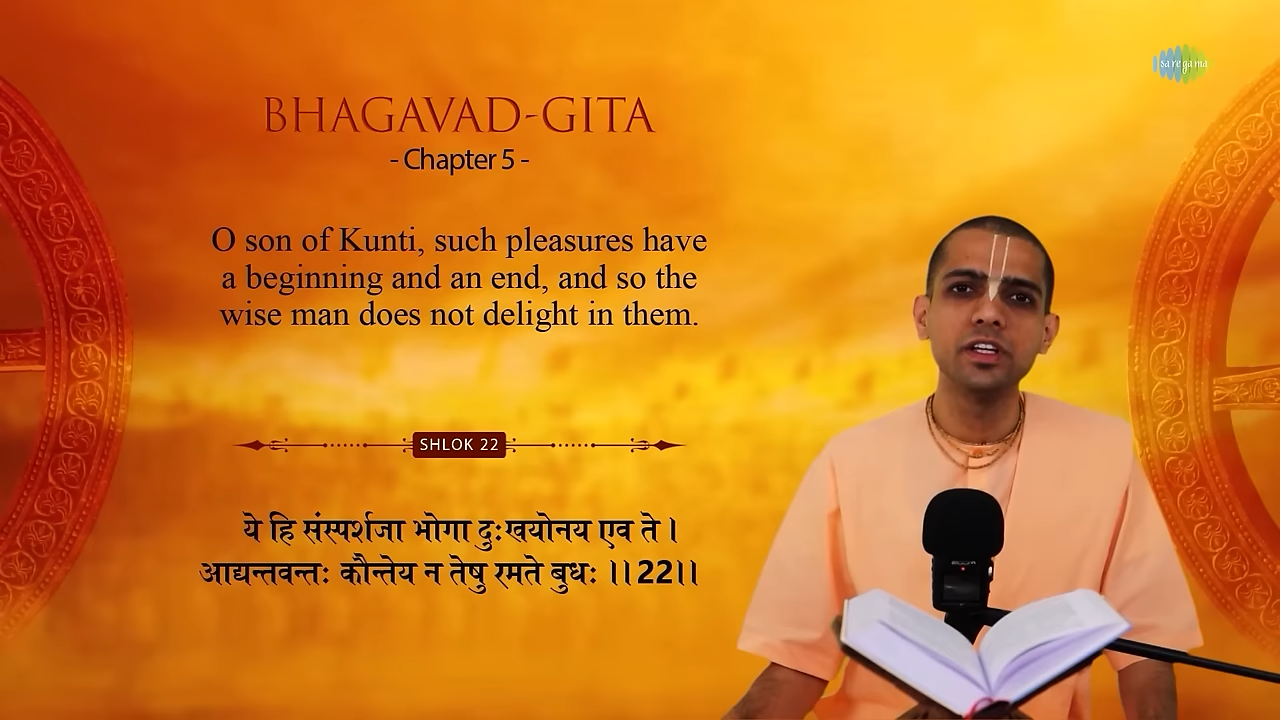 saregama
BHAGAVAD-GITA
- Chapter 5 -
O son of Kunti, such pleasures have
a beginning and an end, and so the
wise man does not delight in them.
SHLOK 22
ये हि संस्पर्शजा भोगा दुःखयोनय एव ते ।
आद्यन्तवन्तः कौन्तेय न तेषु रमते बुधः ।।22।।